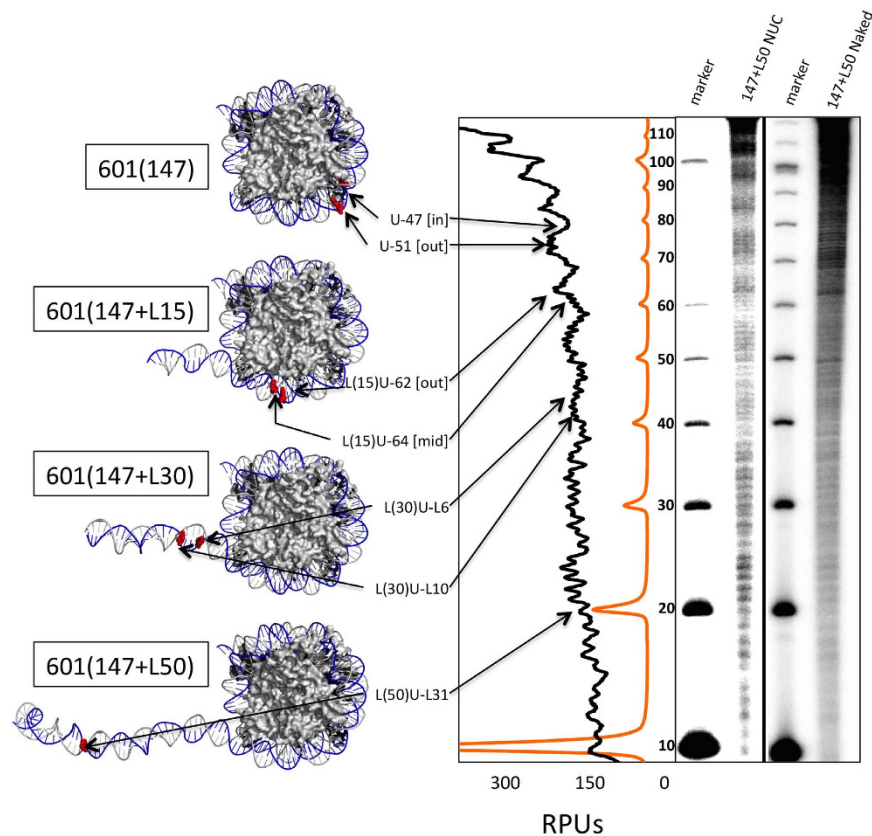 marker
147+L50 NUC
marker
147+L50 Naked
601(147)
U-47 [in]
U-51 [out]
601(147+L15)
L(15)U-62 [out]
L(15)U-64 [mid]
601(147+L30)
L(30)U-L6
L(30)U-L10
601(147+L50)
L(50)U-L31
110
100
90
80
70
60
50
40
30
20
10
300 150 0
RPUs